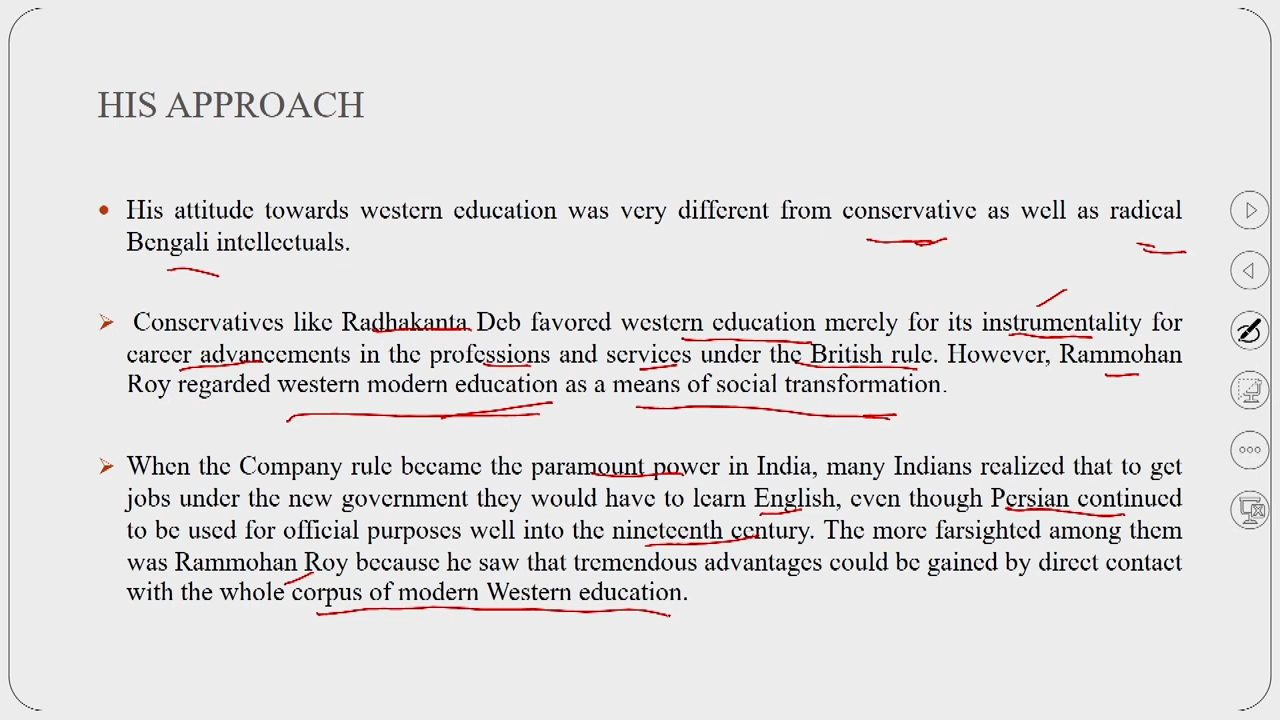 HIS APPROACH
• His attitude towards western education was very different from conservative as well as radical
Bengali intellectuals.
➢ Conservatives like Radhakanta Deb favored western education merely for its instrumentality for
career advancements in the professions and services under the British rule. However, Rammohan
Roy regarded western modern education as a means of social transformation.
➢ When the Company rule became the paramount power in India, many Indians realized that to get
jobs under the new government they would have to learn English, even though Persian continued
to be used for official purposes well into the nineteenth century. The more farsighted among them
was Rammohan Roy because he saw that tremendous advantages could be gained by direct contact
with the whole corpus of modern Western education.